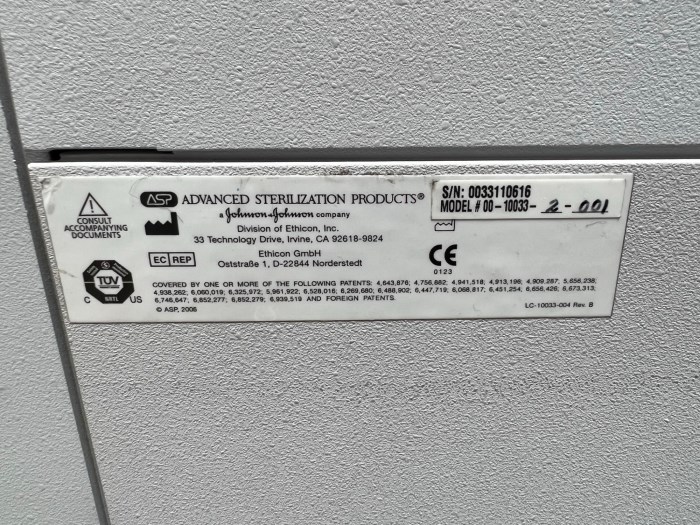 CONSULT
ACCOMPANYING
DOCUMENTS
ASP ADVANCED STERILIZATION PRODUCTS®
a Johnson & Johnson company
Division of Ethicon, Inc.
33 Technology Drive, Irvine, CA 92618-9824
EC REP
Ethicon GmbH
Oststraße 1, D-22844 Norderstedt
S/N: 0033110616
MODEL # 00-10033-2-001
CE
0123
C TÜV US
NRTL
COVERED BY ONE OR MORE OF THE FOLLOWING PATENTS: 4,643,876; 4,756,882; 4,941,518; 4,913,196; 4,909,287; 5,656,238;
4,938,262; 6,060,019; 6,325,972; 5,961,922; 6,528,016; 6,269,680; 6,488,902; 6,447,719; 6,068,817; 6,451,254; 6,656,426; 6,673,313;
6,746,647; 6,852,277; 6,852,279; 6,939,519 AND FOREIGN PATENTS.
© ASP, 2006
LC-10033-004 Rev. B